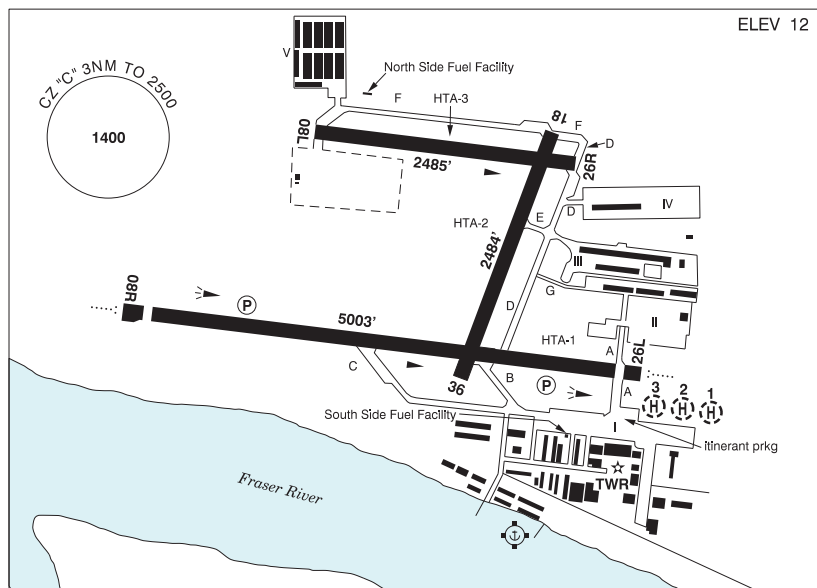 ELEV 12
CZ "C" 3NM TO 2500
1400
V
North Side Fuel Facility
F
HTA-3
18
F
D
08L
2485'
26R
D
IV
HTA-2
E
2484'
III
08R
P
G
D
5003'
HTA-1
II
A
26L
C
B
P
A
3
2
1
H
H
H
36
South Side Fuel Facility
I
Itinerant prkg
TWR
Fraser River